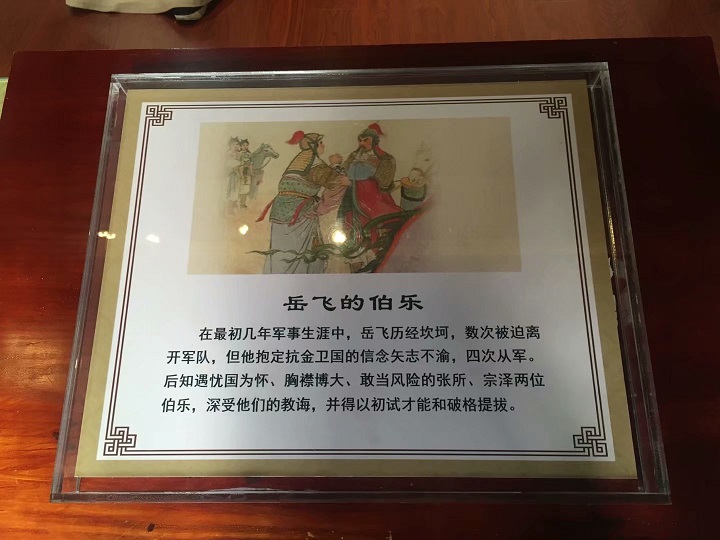 岳飞的伯乐
在最初几年军事生涯中，岳飞历经坎坷，数次被迫离
开军队，但他抱定抗金卫国的信念矢志不渝，四次从军。
后知遇忧国为怀、胸襟博大、敢当风险的张所、宗泽两位
伯乐，深受他们的教诲，并得以初试才能和破格提拔。